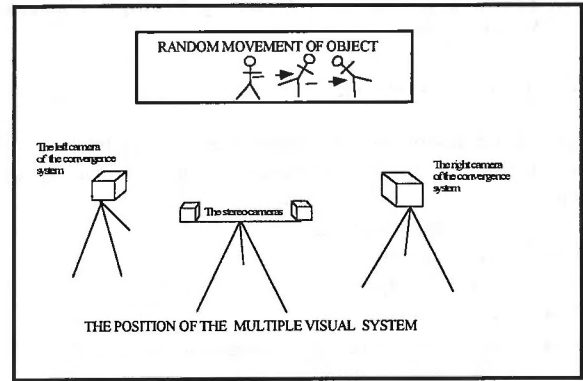 RANDOM MOVEMENT OF OBJECT
The left camera
of the convergence
system
The stereo cameras
The right camera
of the convergence
system
THE POSITION OF THE MULTIPLE VISUAL SYSTEM